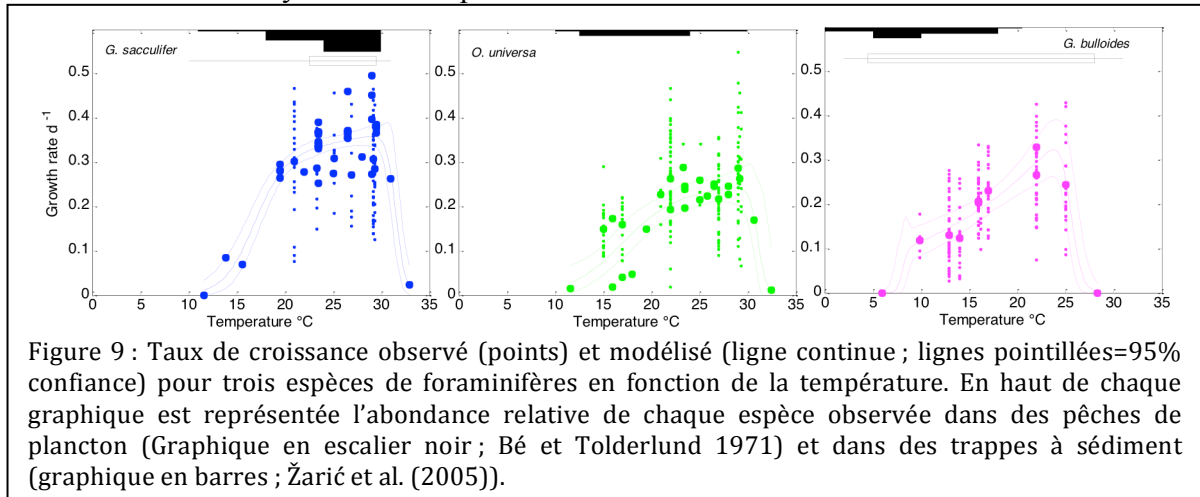 G. sacculifer
O. universa
G. bulloides
Growth rate d⁻¹
0.5
0.4
0.3
0.2
0.1
0
0 5 10 15 20 25 30 35
Temperature °C
0.5
0.4
0.3
0.2
0.1
0
0 5 10 15 20 25 30 35
Temperature °C
0.5
0.4
0.3
0.2
0.1
0
0 5 10 15 20 25 30 35
Temperature °C
Figure 9 : Taux de croissance observé (points) et modélisé (ligne continue ; lignes pointillées=95%
confiance) pour trois espèces de foraminifères en fonction de la température. En haut de chaque
graphique est représentée l’abondance relative de chaque espèce observée dans des pêches de
plancton (Graphique en escalier noir ; Bé et Tolderlund 1971) et dans des trappes à sédiment
(graphique en barres ; Žarić et al. (2005)).